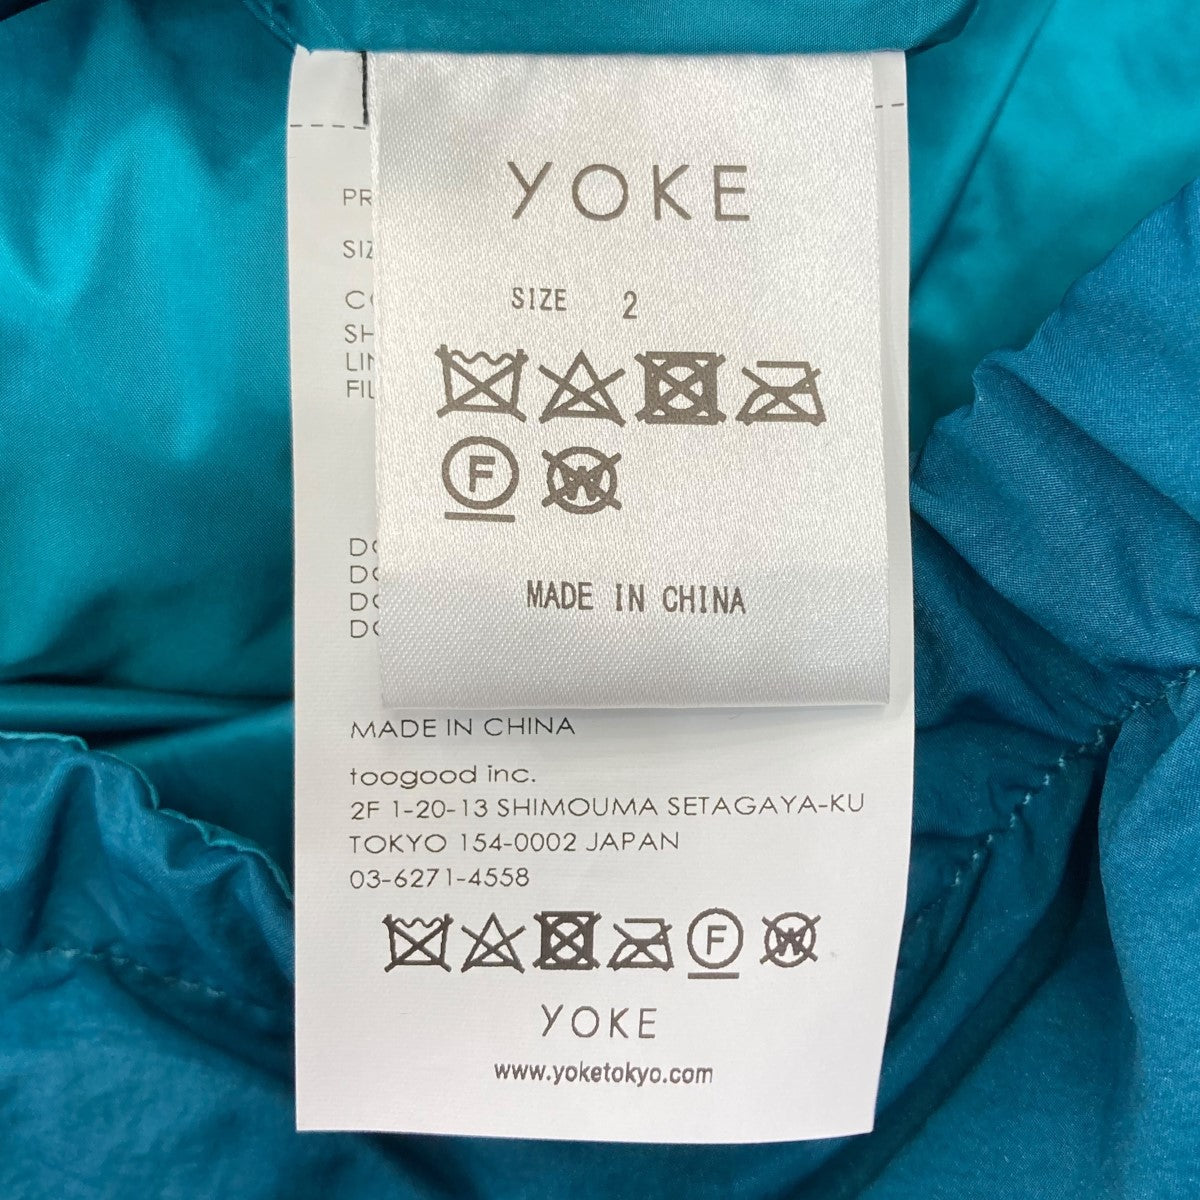 YOKE
SIZE 2
F
W
MADE IN CHINA
MADE IN CHINA
toogood inc.
2F 1-20-13 SHIMOUMA SETAGAYA-KU
TOKYO 154-0002 JAPAN
03-6271-4558
F
W
YOKE
www.yoketokyo.com